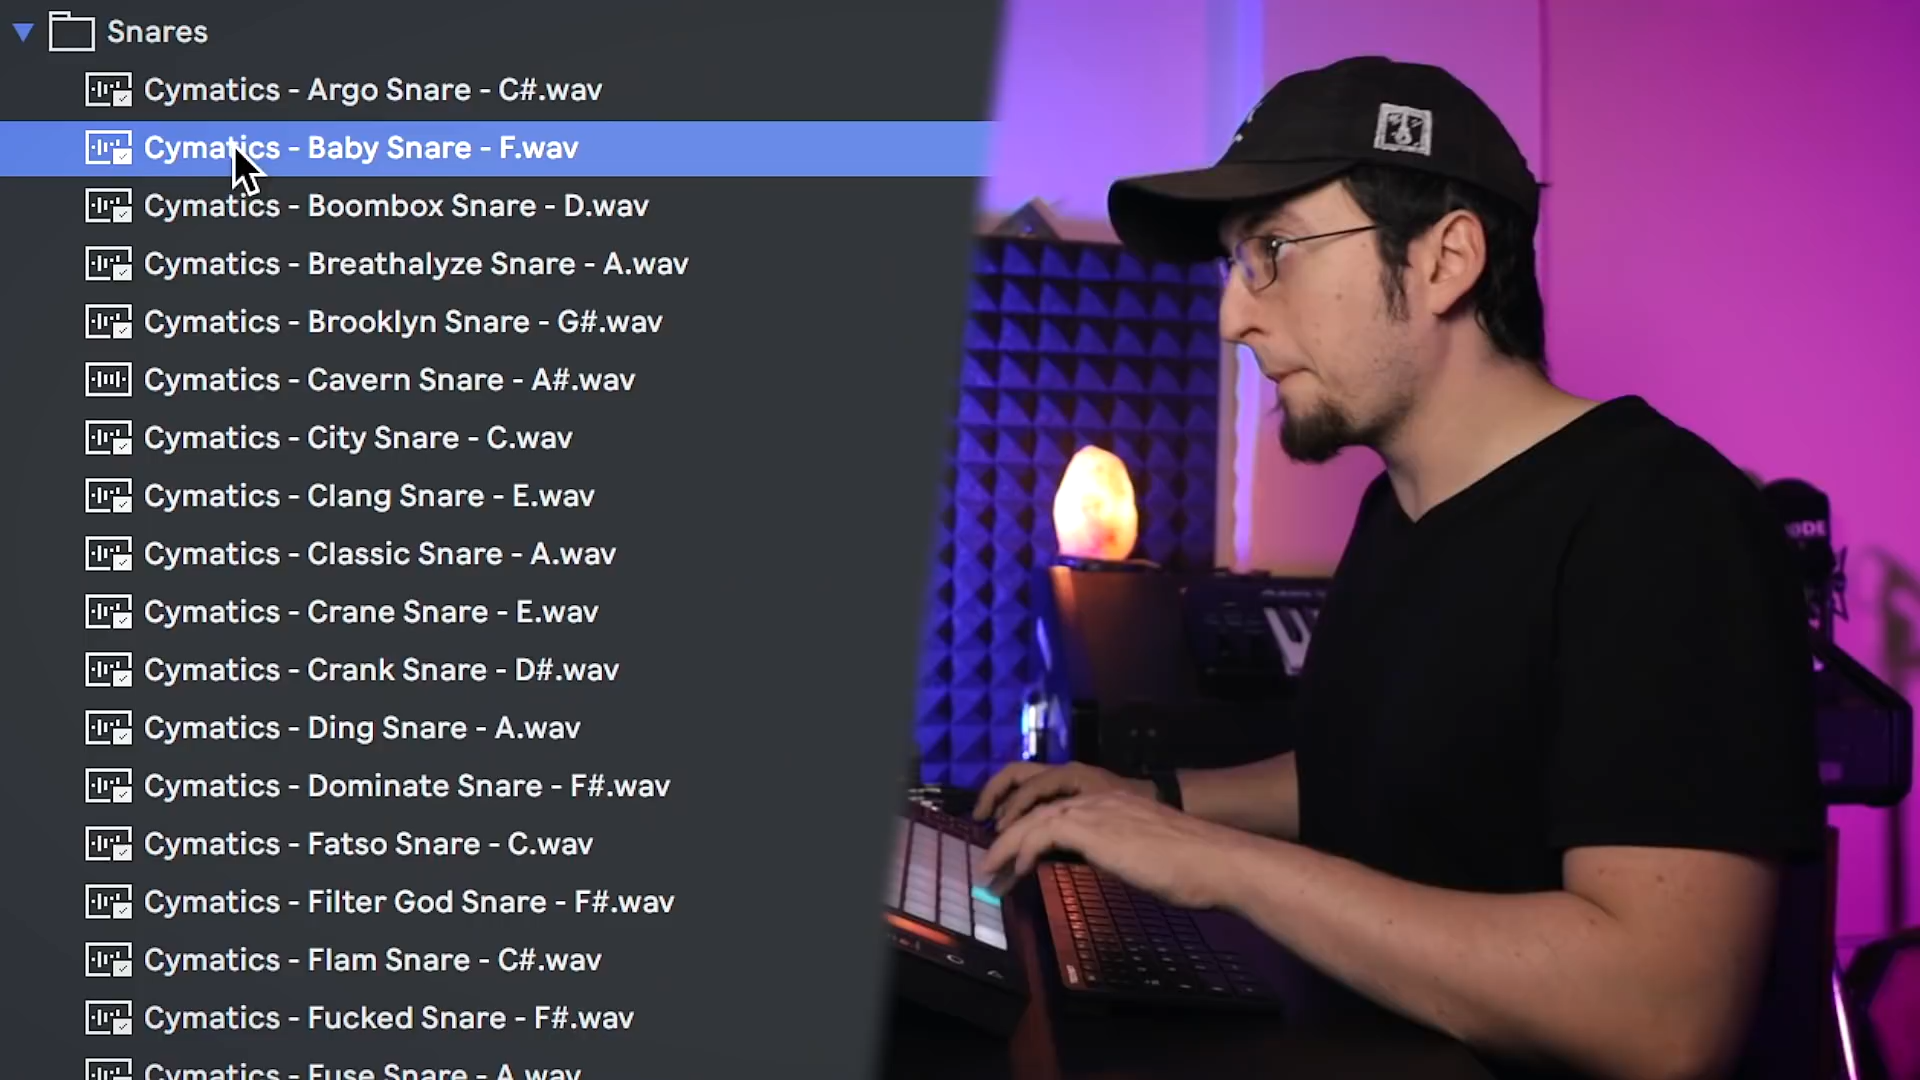 Snares
Cymatics - Argo Snare - C#.wav
Cymatics - Baby Snare - F.wav
Cymatics - Boombox Snare - D.wav
Cymatics - Breathalyze Snare - A.wav
Cymatics - Brooklyn Snare - G#.wav
Cymatics - Cavern Snare - A#.wav
Cymatics - City Snare - C.wav
Cymatics - Clang Snare - E.wav
Cymatics - Classic Snare - A.wav
Cymatics - Crane Snare - E.wav
Cymatics - Crank Snare - D#.wav
Cymatics - Ding Snare - A.wav
Cymatics - Dominate Snare - F#.wav
Cymatics - Fatso Snare - C.wav
Cymatics - Filter God Snare - F#.wav
Cymatics - Flam Snare - C#.wav
Cymatics - Fucked Snare - F#.wav
Cymatics - Fuse Snare - A.wav
RODE